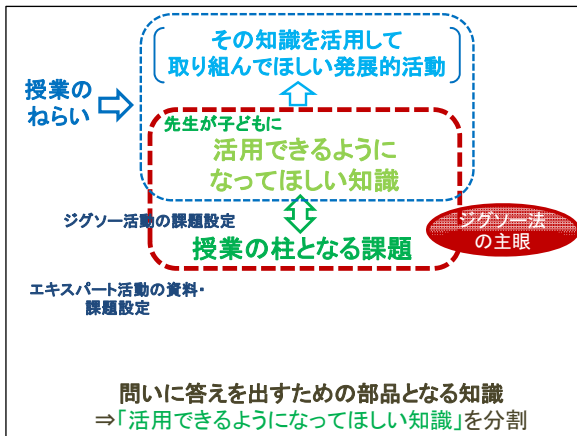 その知識を活用して
取り組んでほしい発展的活動
授業の
ねらい
先生が子どもに
活用できるように
なってほしい知識
ジグソー活動の課題設定
授業の柱となる課題
ジグソー法
の主眼
エキスパート活動の資料・
課題設定
問いに答えを出すための部品となる知識
⇒「活用できるようになってほしい知識」を分割